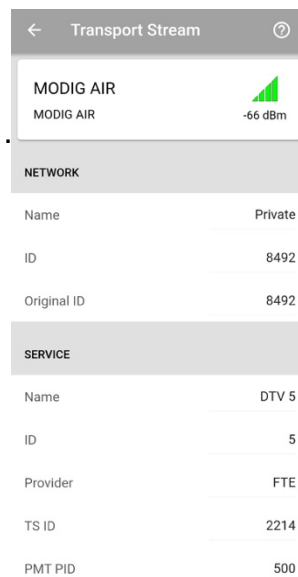 Transport Stream
MODIG AIR
MODIG AIR
-66 dBm
NETWORK
Name Private
ID 8492
Original ID 8492
SERVICE
Name DTV 5
ID 5
Provider FTE
TS ID 2214
PMT PID 500